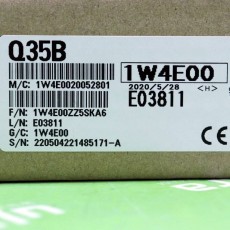 Q35B
M/C: 1W4E0020052801
1W4E00
2020/5/28 <H>
E03811
F/N: 1W4E00ZZ5SKA6
L/N: E03811
G/C: 1W4E00
S/N: 220504221485171-A
CE